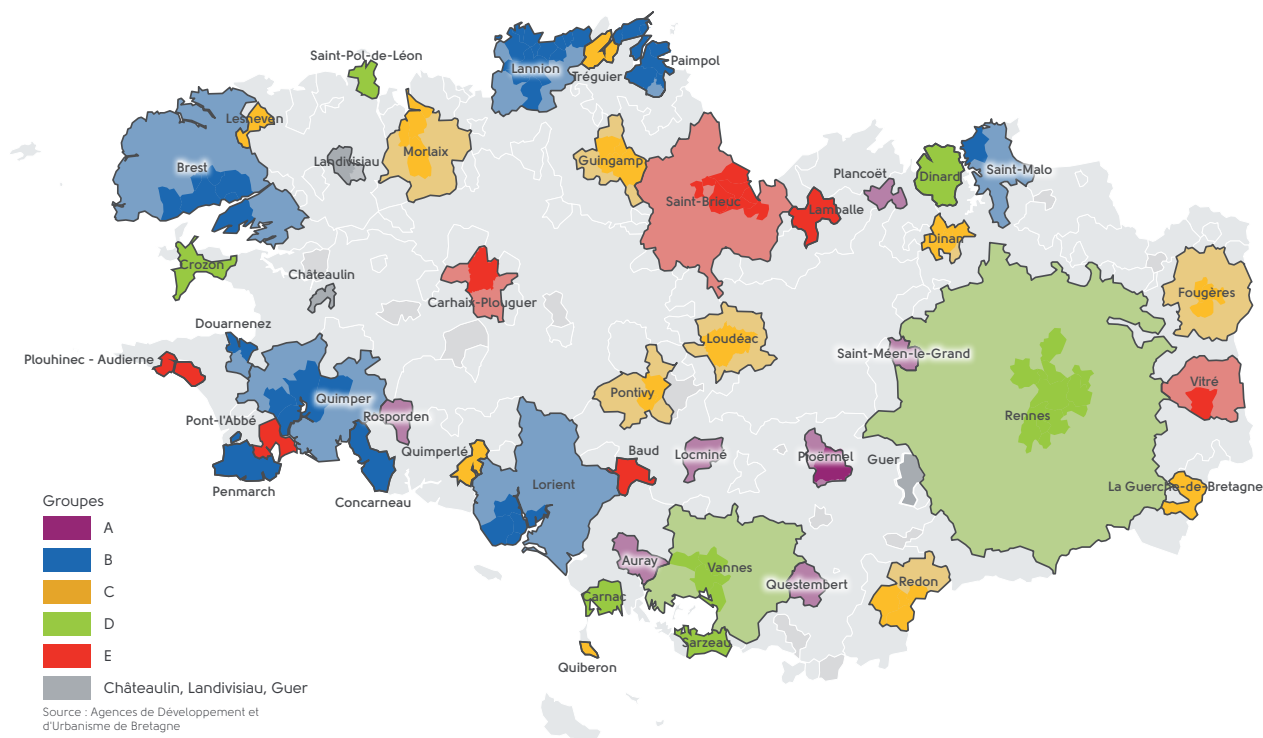 Saint-Pol-de-Léon
Lannion
Tréguier
Paimpol
Lesneven
Brest
Landivisiau
Morlaix
Guingamp
Saint-Brieuc
Lamballe
Plancoët
Dinard
Saint-Malo
Dinan
Crozon
Châteaulin
Carhaix-Plouguer
Fougères
Douarnenez
Loudéac
Saint-Méen-le-Grand
Plouhinec - Audierne
Vitré
Quimper
Pontivy
Rennes
Pont-l'Abbé
Rosporden
Quimperlé
Baud
Locminé
Ploërmel
Guer
Penmarch
Concarneau
Lorient
La Guerche-de-Bretagne
Auray
Vannes
Questembert
Redon
Carnac
Sarzeau
Quiberon
Groupes
A
B
C
D
E
Châteaulin, Landivisiau, Guer
Source : Agences de Développement et
d'Urbanisme de Bretagne